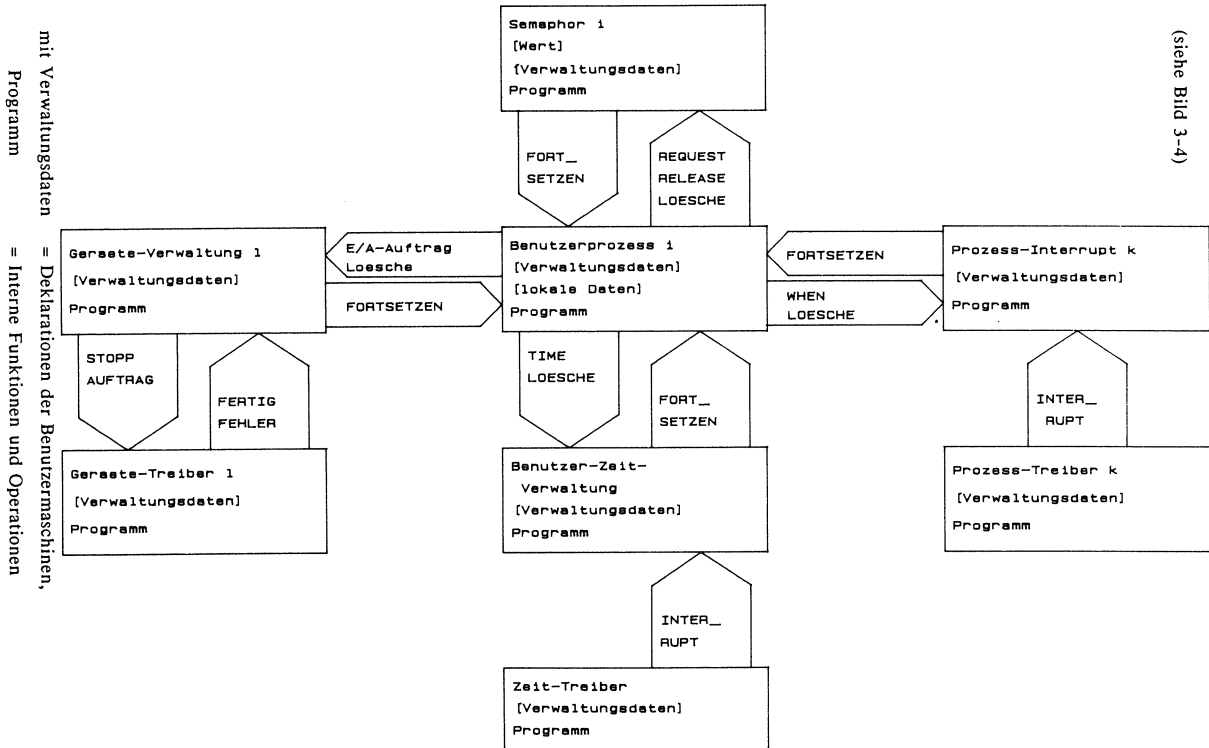 Semaphor i
[Wert]
[Verwaltungsdaten]
Programm
FORT_
SETZEN
REQUEST
RELEASE
LOESCHE
(siehe Bild 3-4)
Geraete-Verwaltung l
[Verwaltungsdaten]
Programm
E/A-Auftrag
Loesche
FORTSETZEN
Benutzerprozess i
[Verwaltungsdaten]
[lokale Daten]
Programm
FORTSETZEN
WHEN
LOESCHE
Prozess-Interrupt k
[Verwaltungsdaten]
Programm
STOPP
AUFTRAG
FERTIG
FEHLER
TIME
LOESCHE
FORT_
SETZEN
INTER_
RUPT
Geraete-Treiber l
[Verwaltungsdaten]
Programm
Benutzer-Zeit-
Verwaltung
[Verwaltungsdaten]
Programm
Prozess-Treiber k
[Verwaltungsdaten]
Programm
INTER_
RUPT
Zeit-Treiber
[Verwaltungsdaten]
Programm
mit Verwaltungsdaten = Deklarationen der Benutzermaschinen,
Programm = Interne Funktionen und Operationen